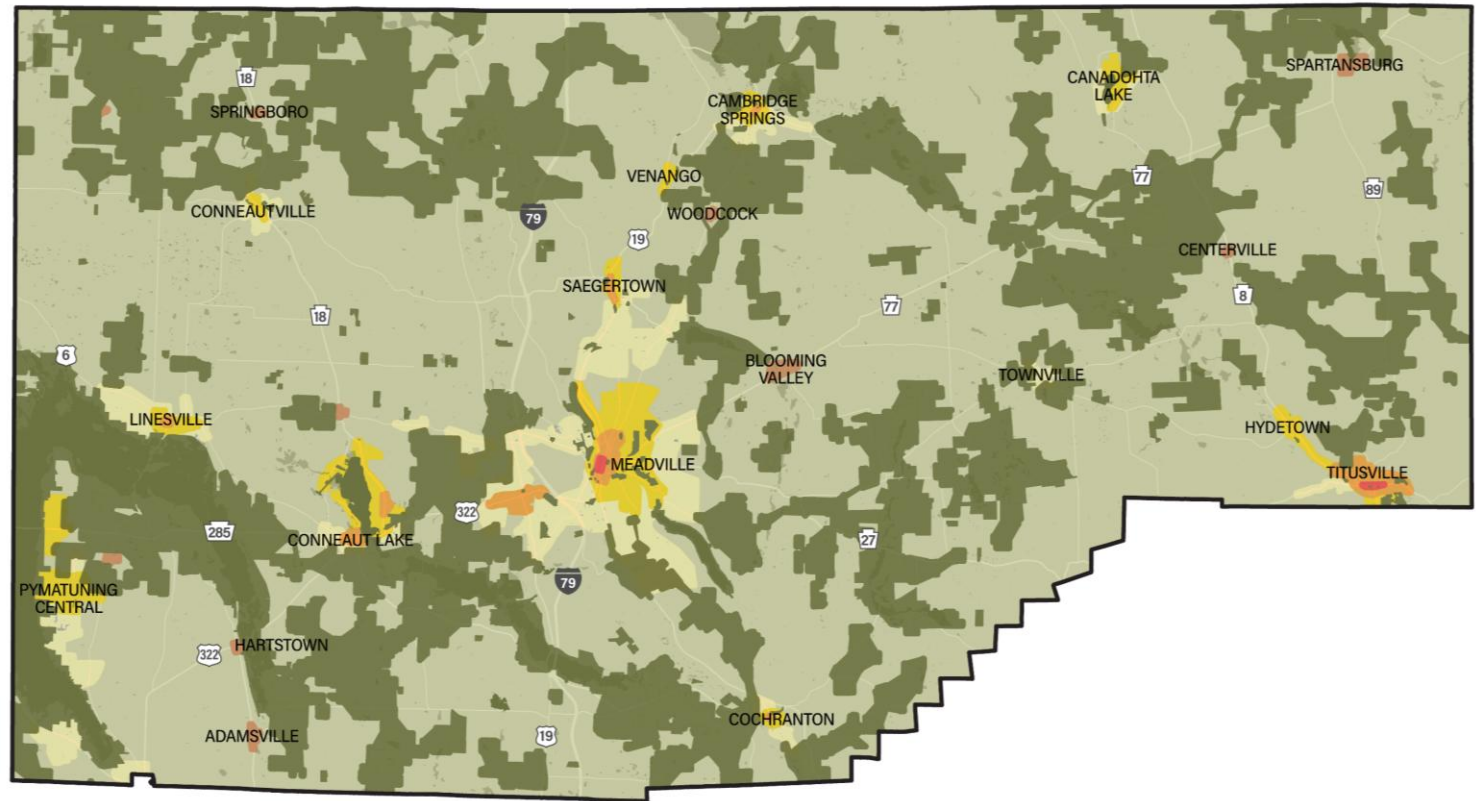 18
SPRINGBORO
CAMBRIDGE
SPRINGS
CANADOHTA
LAKE
SPARTANSBURG
VENANGO
WOODCOCK
77
89
CONNEAUTVILLE
79
19
CENTERVILLE
SAEGERTOWN
8
18
77
6
BLOOMING
VALLEY
TOWNVILLE
LINESVILLE
HYDETOWN
MEADVILLE
TITUSVILLE
322
285
CONNEAUT LAKE
27
79
PYMATUNING
CENTRAL
HARTSTOWN
322
COCHRANTON
ADAMSVILLE
19